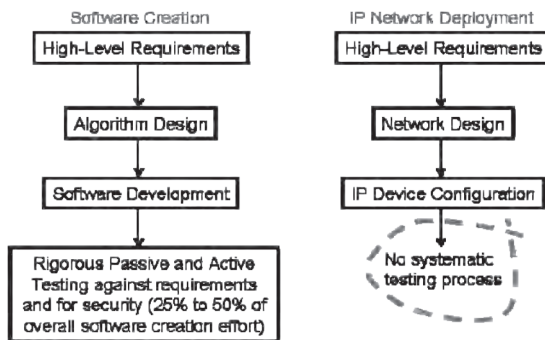 Software Creation
High-Level Requirements
Algorithm Design
Software Development
Rigorous Passive and Active
Testing against requirements
and for security (25% to 50% of
overall software creation effort)
IP Network Deployment
High-Level Requirements
Network Design
IP Device Configuration
No systematic
testing process